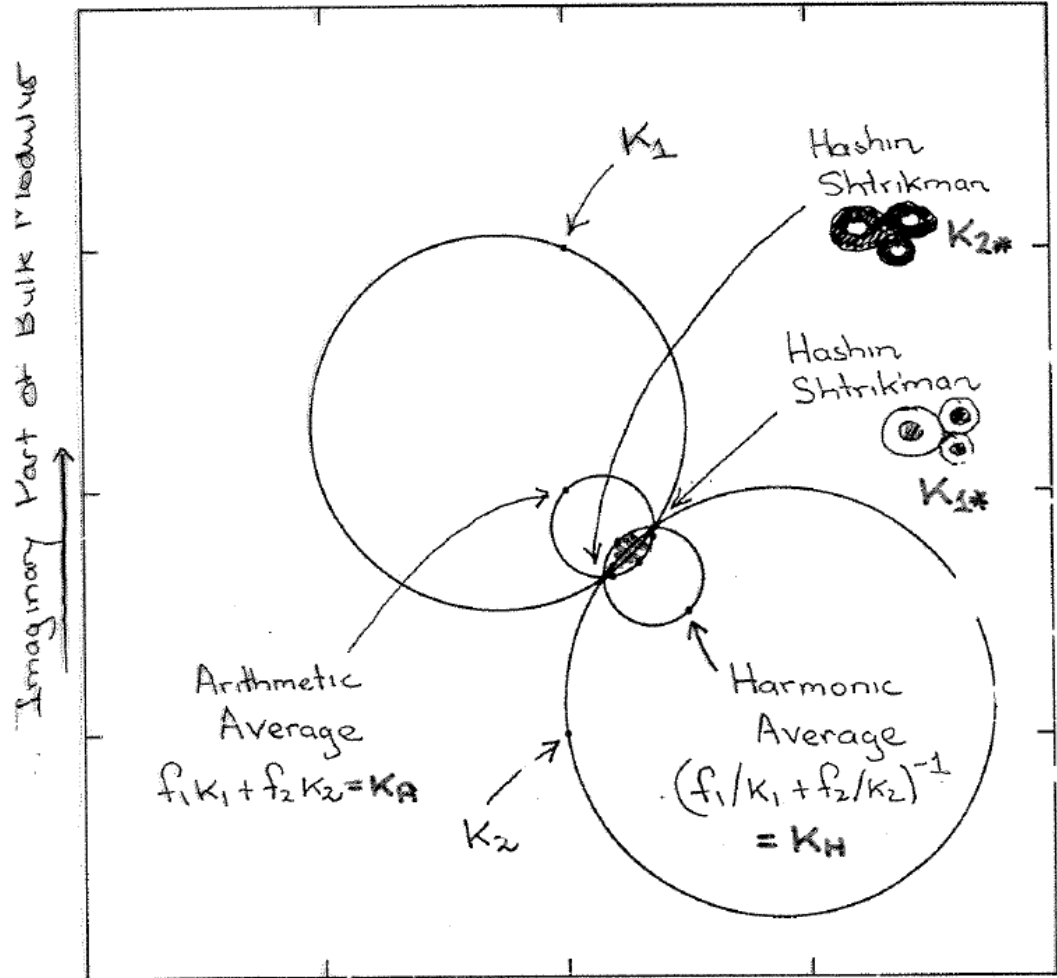 Imaginary Part of Bulk Modulus
K1
Hashin
Shtrikman
K2*
Hashin
Shtrikman
K1*
Arithmetic
Average
f1K1 + f2K2 = KA
K2
Harmonic
Average
(f1/K1 + f2/K2)^-1
= KH